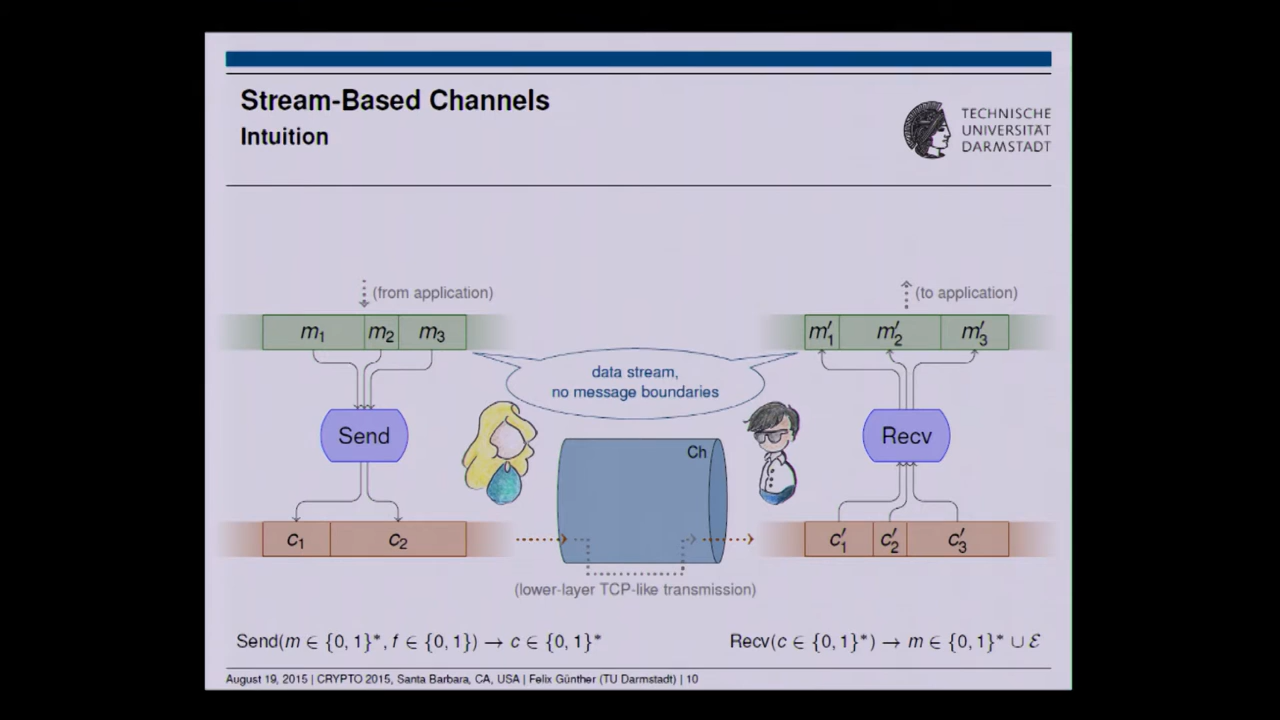 Stream-Based Channels
Intuition
TECHNISCHE
UNIVERSITÄT
DARMSTADT
(from application)
(to application)
m₁ m₂ m₃
m′₁ m′₂ m′₃
data stream,
no message boundaries
Send
Recv
Ch
c₁ c₂
c′₁ c′₂ c′₃
(lower-layer TCP-like transmission)
Send(m ∈ {0, 1}*, f ∈ {0, 1}) → c ∈ {0, 1}*
Recv(c ∈ {0, 1}*) → m ∈ {0, 1}* ∪ ℰ
August 19, 2015 | CRYPTO 2015, Santa Barbara, CA, USA | Felix Günther (TU Darmstadt) | 10